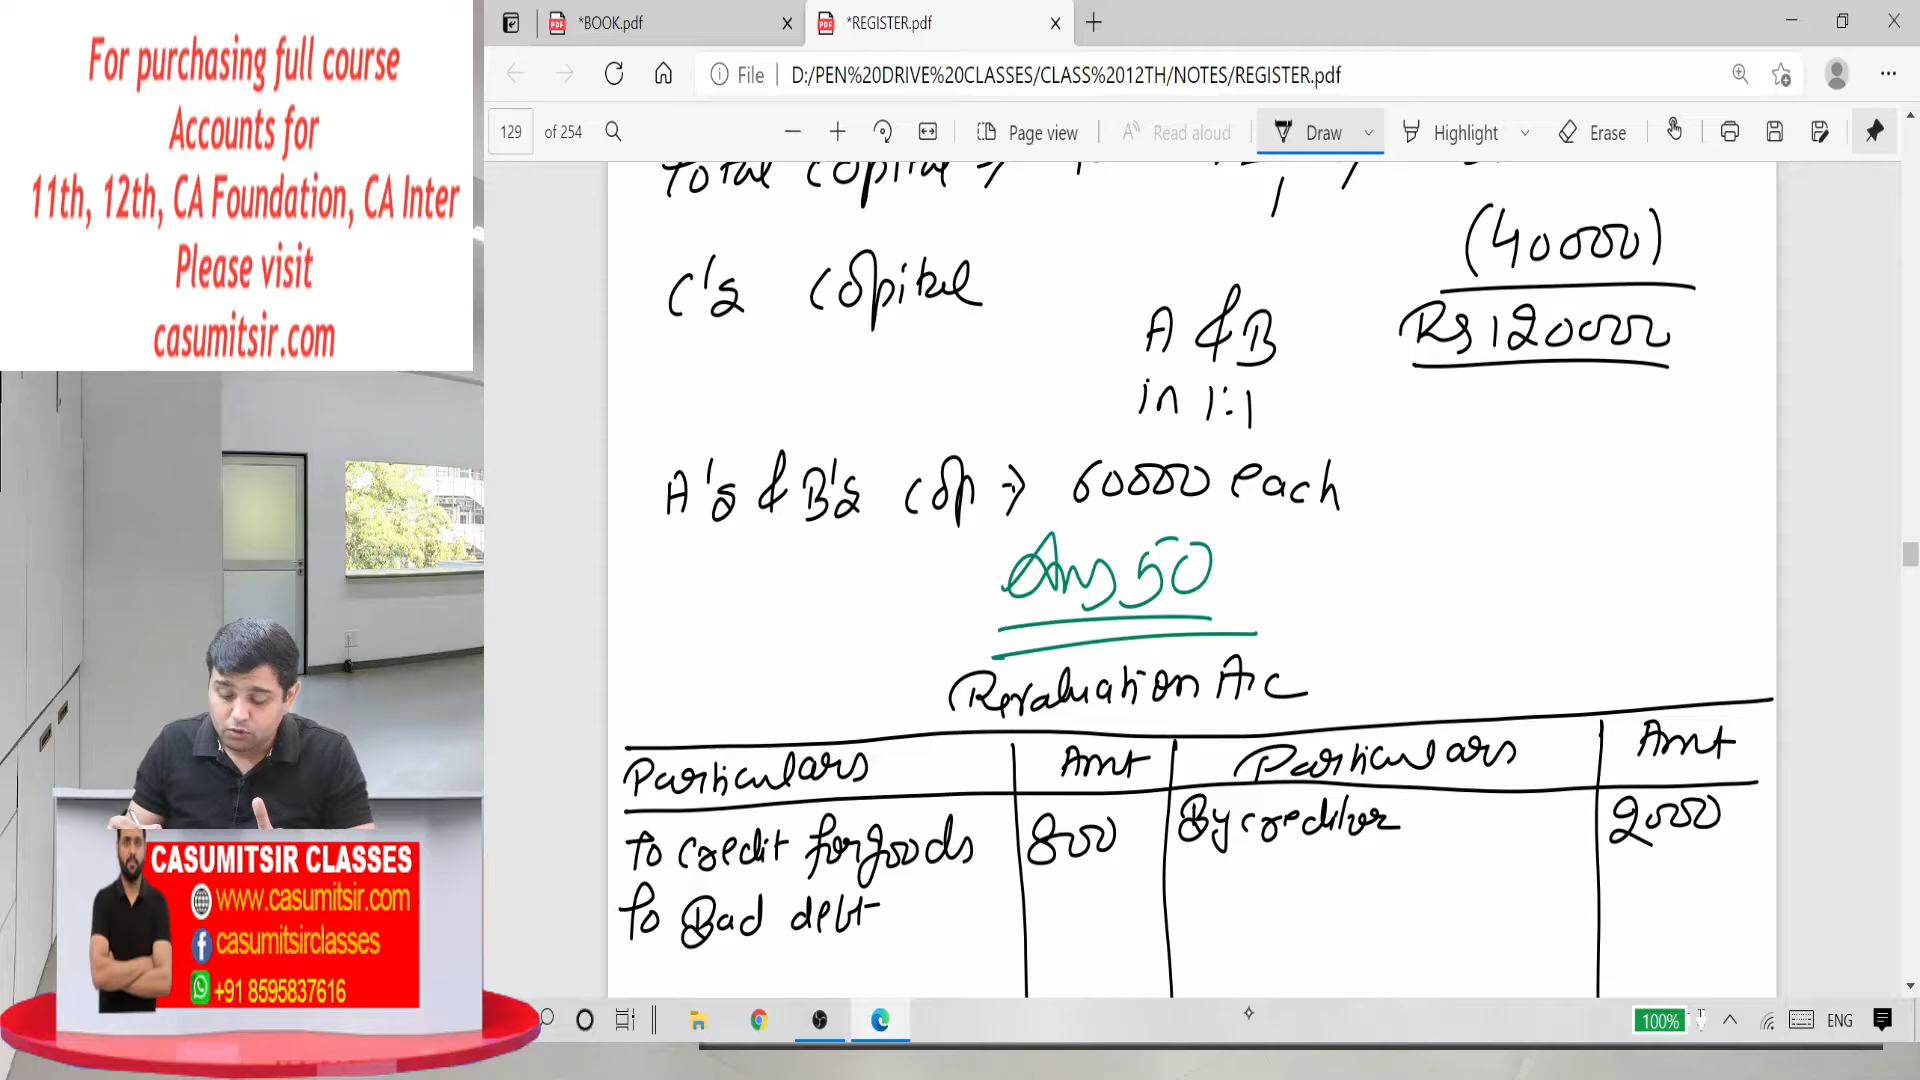 For purchasing full course
Accounts for
11th, 12th, CA Foundation, CA Inter
Please visit
casumitsir.com
*BOOK.pdf
*REGISTER.pdf
File
D:/PEN%20DRIVE%20CLASSES/CLASS%2012TH/NOTES/REGISTER.pdf
129 of 254
Page view
Read aloud
Draw
Highlight
Erase
Total Capital →
1
(40000)
C's Capital
A & B
in 1:1
Rs 120000
A's & B's Cap → 60000 each
Ans 50
Revaluation A/c
Particulars Amt Particulars Amt
To credit for goods 800 By creditor 2000
To Bad debt
CASUMITSIR CLASSES
www.casumitsir.com
casumitsirclasses
+91 8595837616
100%
ENG